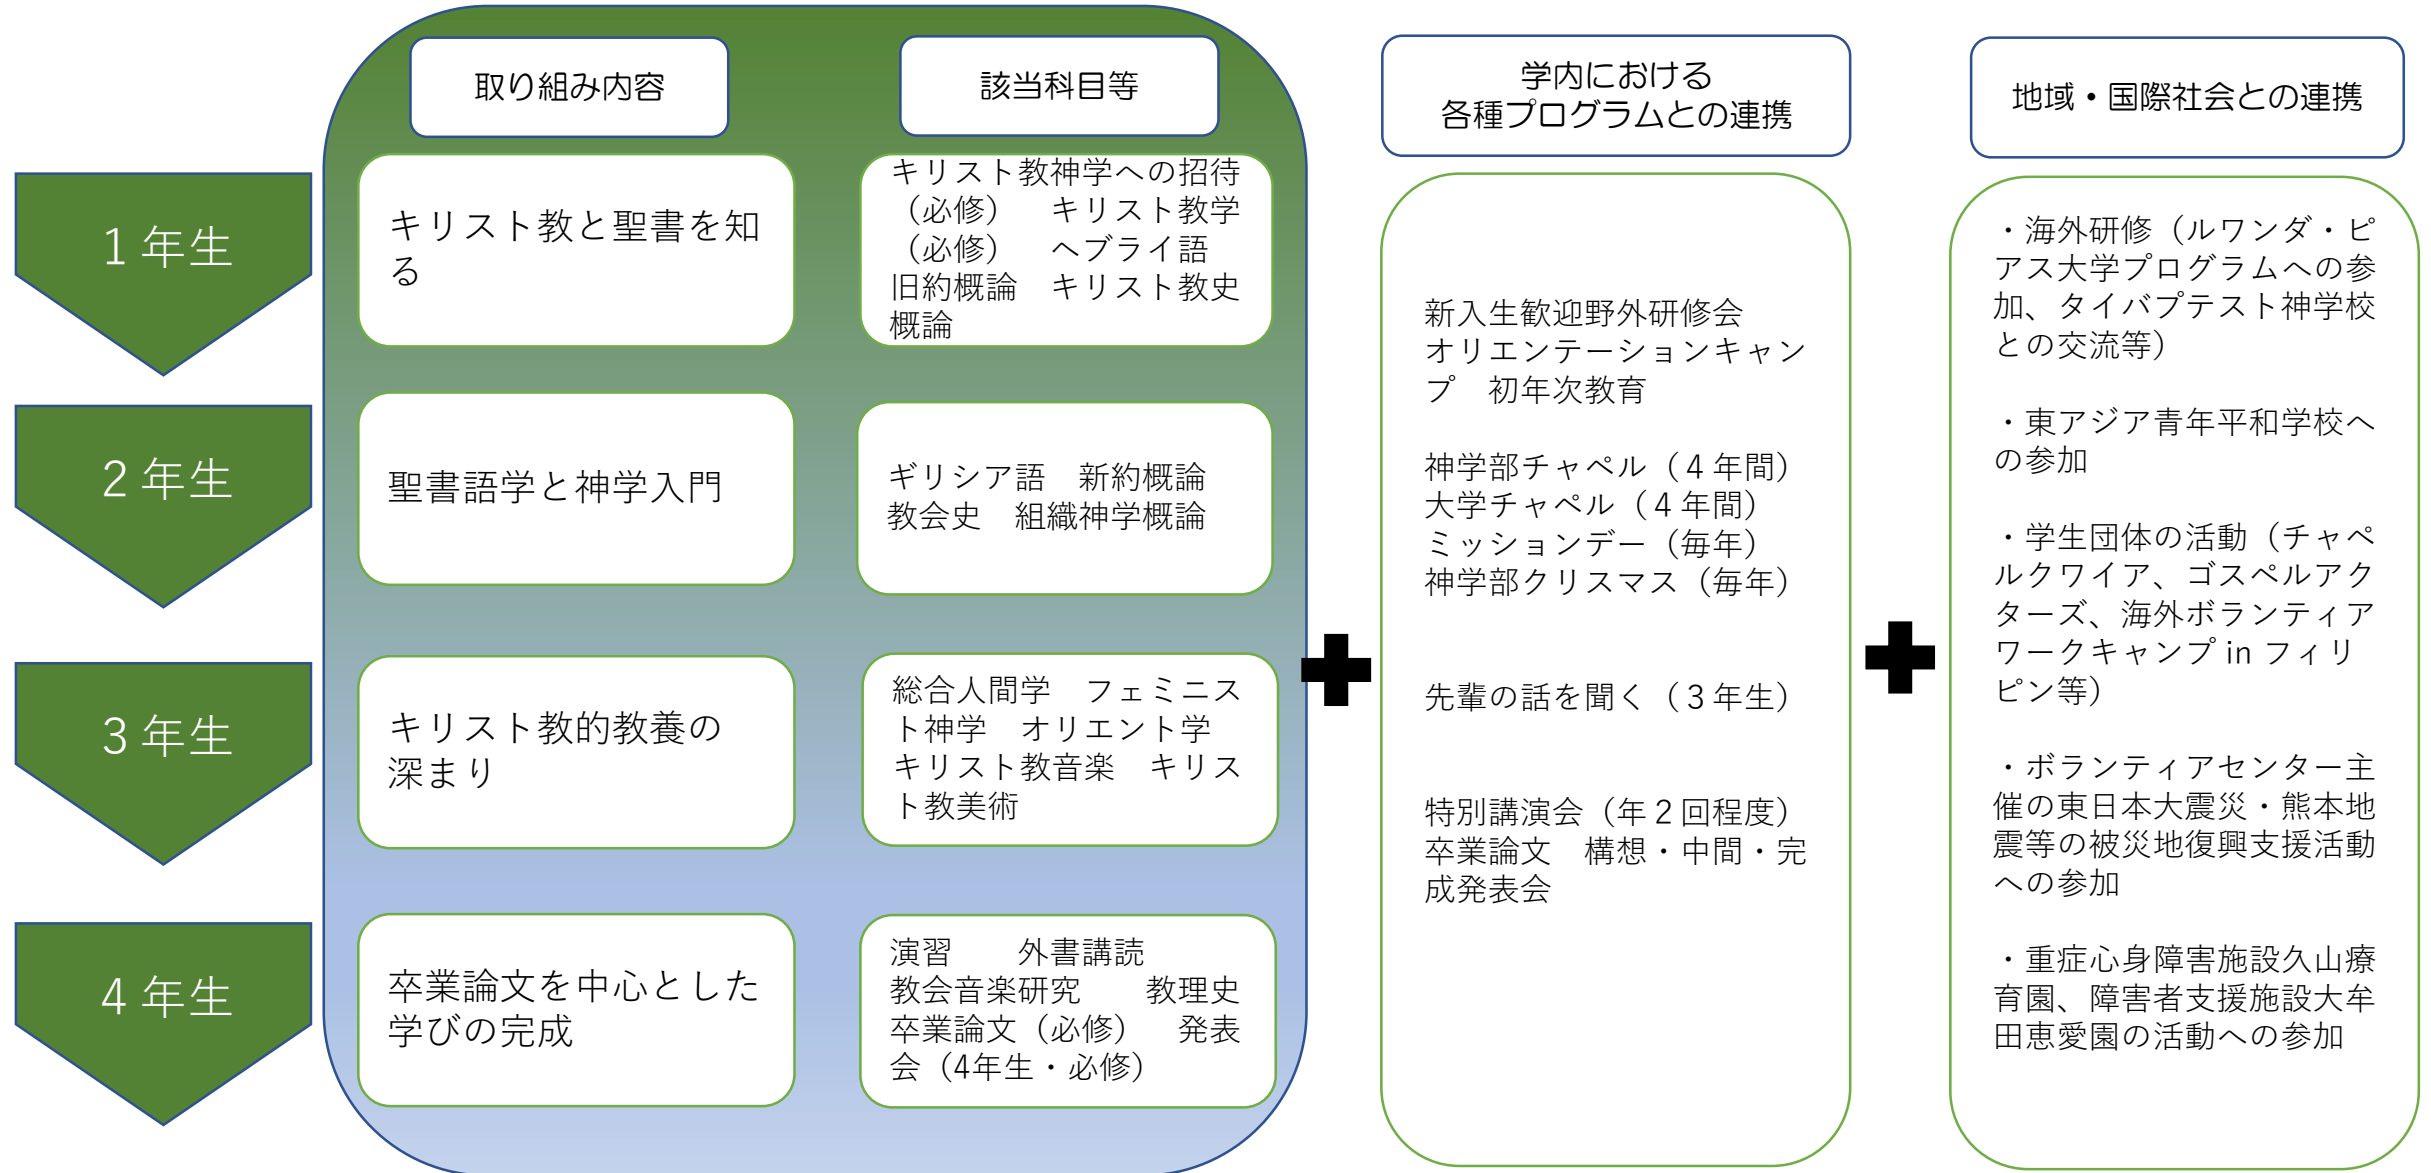 取り組み内容
該当科目等
学内における
各種プログラムとの連携
地域・国際社会との連携
１年生
キリスト教と聖書を知
る
キリスト教神学への招待
（必修）　キリスト教学
（必修）　ヘブライ語
旧約概論　キリスト教史
概論
２年生
聖書語学と神学入門
ギリシア語　新約概論
教会史　組織神学概論
３年生
キリスト教的教養の
深まり
総合人間学　フェミニス
ト神学　オリエント学
キリスト教音楽　キリス
ト教美術
４年生
卒業論文を中心とした
学びの完成
演習　　外書講読
教会音楽研究　　教理史
卒業論文（必修）　発表
会（4年生・必修）
新入生歓迎野外研修会
オリエンテーションキャン
プ　初年次教育
神学部チャペル（４年間）
大学チャペル（４年間）
ミッションデー（毎年）
神学部クリスマス（毎年）
先輩の話を聞く（３年生）
特別講演会（年２回程度）
卒業論文　構想・中間・完
成発表会
・海外研修（ルワンダ・ピ
アス大学プログラムへの参
加、タイバプテスト神学校
との交流等）
・東アジア青年平和学校へ
の参加
・学生団体の活動（チャペ
ルクワイア、ゴスペルアク
ターズ、海外ボランティア
ワークキャンプ in フィリ
ピン等）
・ボランティアセンター主
催の東日本大震災・熊本地
震等の被災地復興支援活動
への参加
・重症心身障害施設久山療
育園、障害者支援施設大牟
田恵愛園の活動への参加